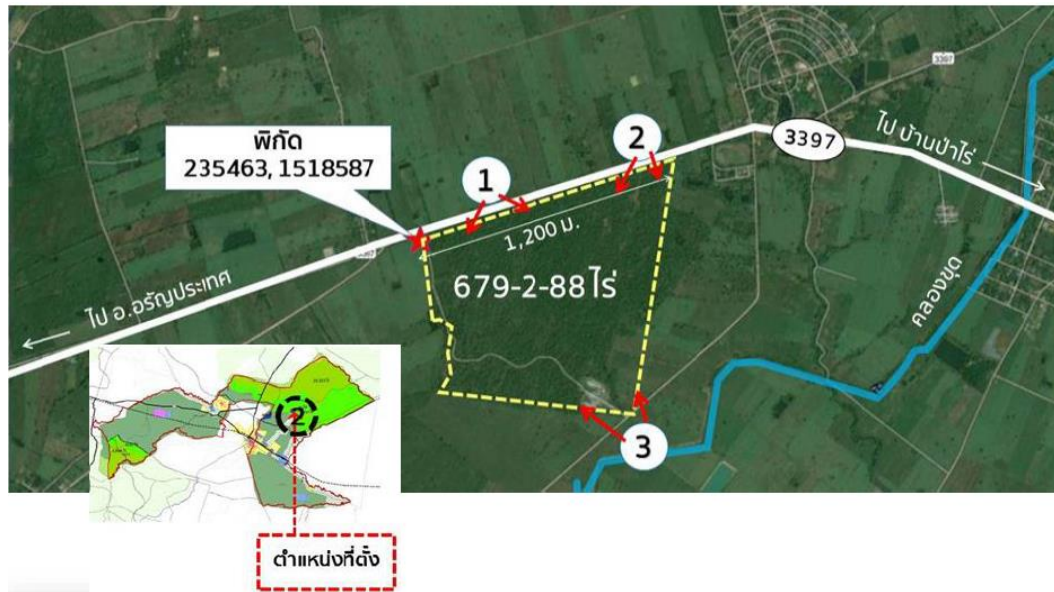 3397
พิกัด
235463, 1518587
1
2
3397
ไป บ้านป่าไร่
1,200 ม.
3397
679-2-88 ไร่
ไป อ.อรัญประเทศ
คลองขุด
3
2
ตำแหน่งที่ตั้ง